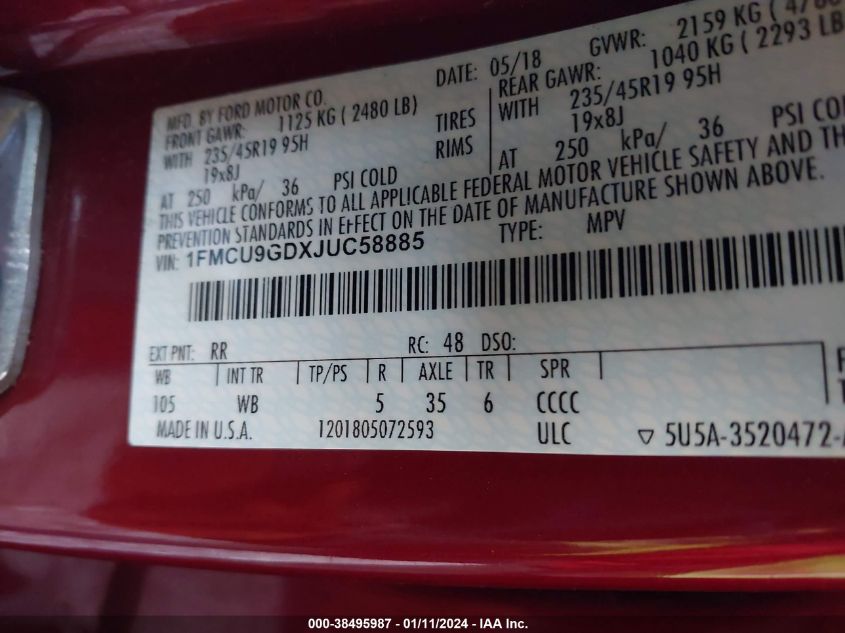 MFD. BY FORD MOTOR CO.
DATE: 05/18
GVWR: 2159 KG (
FRONT GAWR: 1125 KG ( 2480 LB)
REAR GAWR: 1040 KG ( 2293 LB
WITH 235/45R19 95H
TIRES
WITH 235/45R19 95H
19x8J
RIMS
19x8J
AT 250 kPa/ 36 PSI COLD
AT 250 kPa/ 36 PSI
THIS VEHICLE CONFORMS TO ALL APPLICABLE FEDERAL MOTOR VEHICLE SAFETY AND
PREVENTION STANDARDS IN EFFECT ON THE DATE OF MANUFACTURE SHOWN ABOVE.
VIN: 1FMCU9GDXJUC58885
TYPE: MPV
EXT PNT: RR RC: 48 DSO:
WB INT TR TP/PS R AXLE TR SPR
105 WB 5 35 6 CCCC
MADE IN U.S.A. 1201805072593 ULC ▽ 5U5A-3520472-
000-38495987 - 01/11/2024 - IAA Inc.